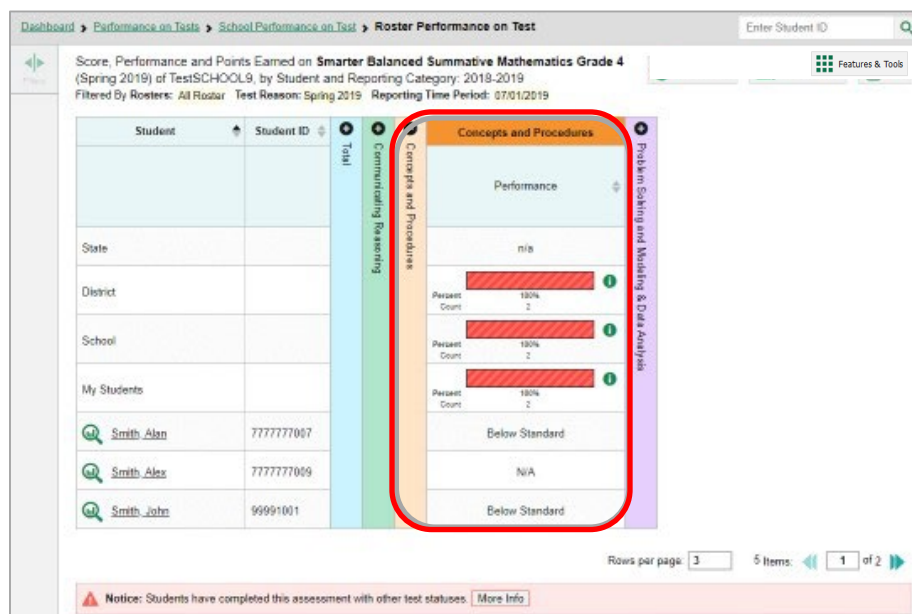 Dashboard > Performance on Tests > School Performance on Test > Roster Performance on Test
Enter Student ID
Score, Performance and Points Earned on Smarter Balanced Summative Mathematics Grade 4
(Spring 2019) of TestSCHOOL9, by Student and Reporting Category: 2018-2019
Filtered By Rosters: All Roster Test Reason: Spring 2019 Reporting Time Period: 07/01/2019
Features & Tools
Student
Student ID
Total
Communicating Reasoning
Concepts and Procedures
Concepts and Procedures
Performance
Problem Solving and Modeling & Data Analysis
State
n/a
District
Percent 100%
Count 2
School
Percent 100%
Count 2
My Students
Percent 100%
Count 2
Smith, Alan 7777777007 Below Standard
Smith, Alex 7777777009 N/A
Smith, John 99991001 Below Standard
Rows per page: 3 5 Items: 1 of 2
Notice: Students have completed this assessment with other test statuses. More Info